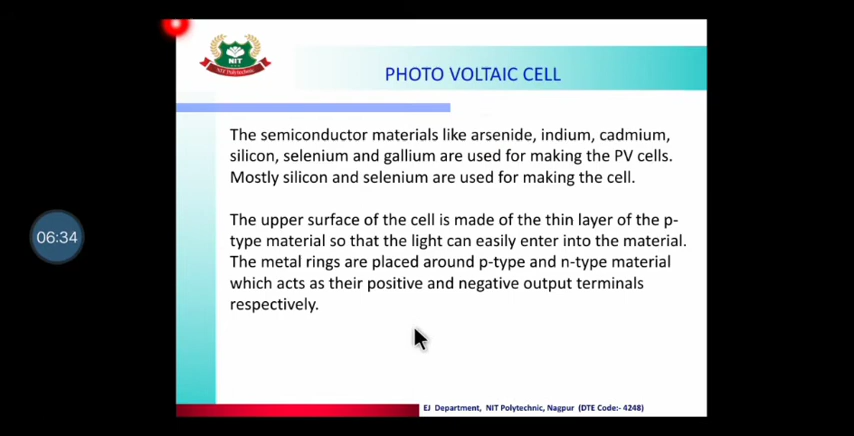 NIT
NIT Polytechnic
PHOTO VOLTAIC CELL
The semiconductor materials like arsenide, indium, cadmium,
silicon, selenium and gallium are used for making the PV cells.
Mostly silicon and selenium are used for making the cell.
The upper surface of the cell is made of the thin layer of the p-
type material so that the light can easily enter into the material.
The metal rings are placed around p-type and n-type material
which acts as their positive and negative output terminals
respectively.
06:34
EJ Department, NIT Polytechnic, Nagpur (DTE Code:- 4248)